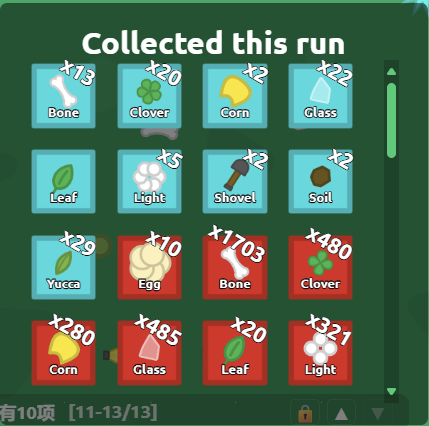 Collected this run
x13 x20 x2 x22
Bone Clover Corn Glass
x5 x2 x2
Leaf Light Shovel Soil
x29 x10 x1703 x480
Yucca Egg Bone Clover
x280 x485 x20 x321
Corn Glass Leaf Light
有10项 [11-13/13]